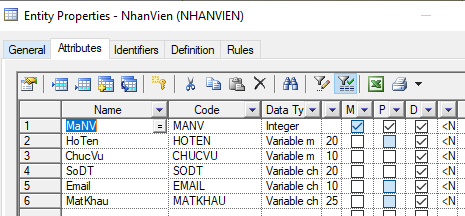 Entity Properties - NhanVien (NHANVIEN)
General Attributes Identifiers Definition Rules
Name Code Data Ty M P D
1 MaNV = MANV Integer <N
2 HoTen HOTEN Variable m 20 <N
3 ChucVu CHUCVU Variable m 10 <N
4 SoDT SODT Variable ch 20 <N
5 Email EMAIL Variable ch 10 <N
6 MatKhau MATKHAU Variable ch 25 <N